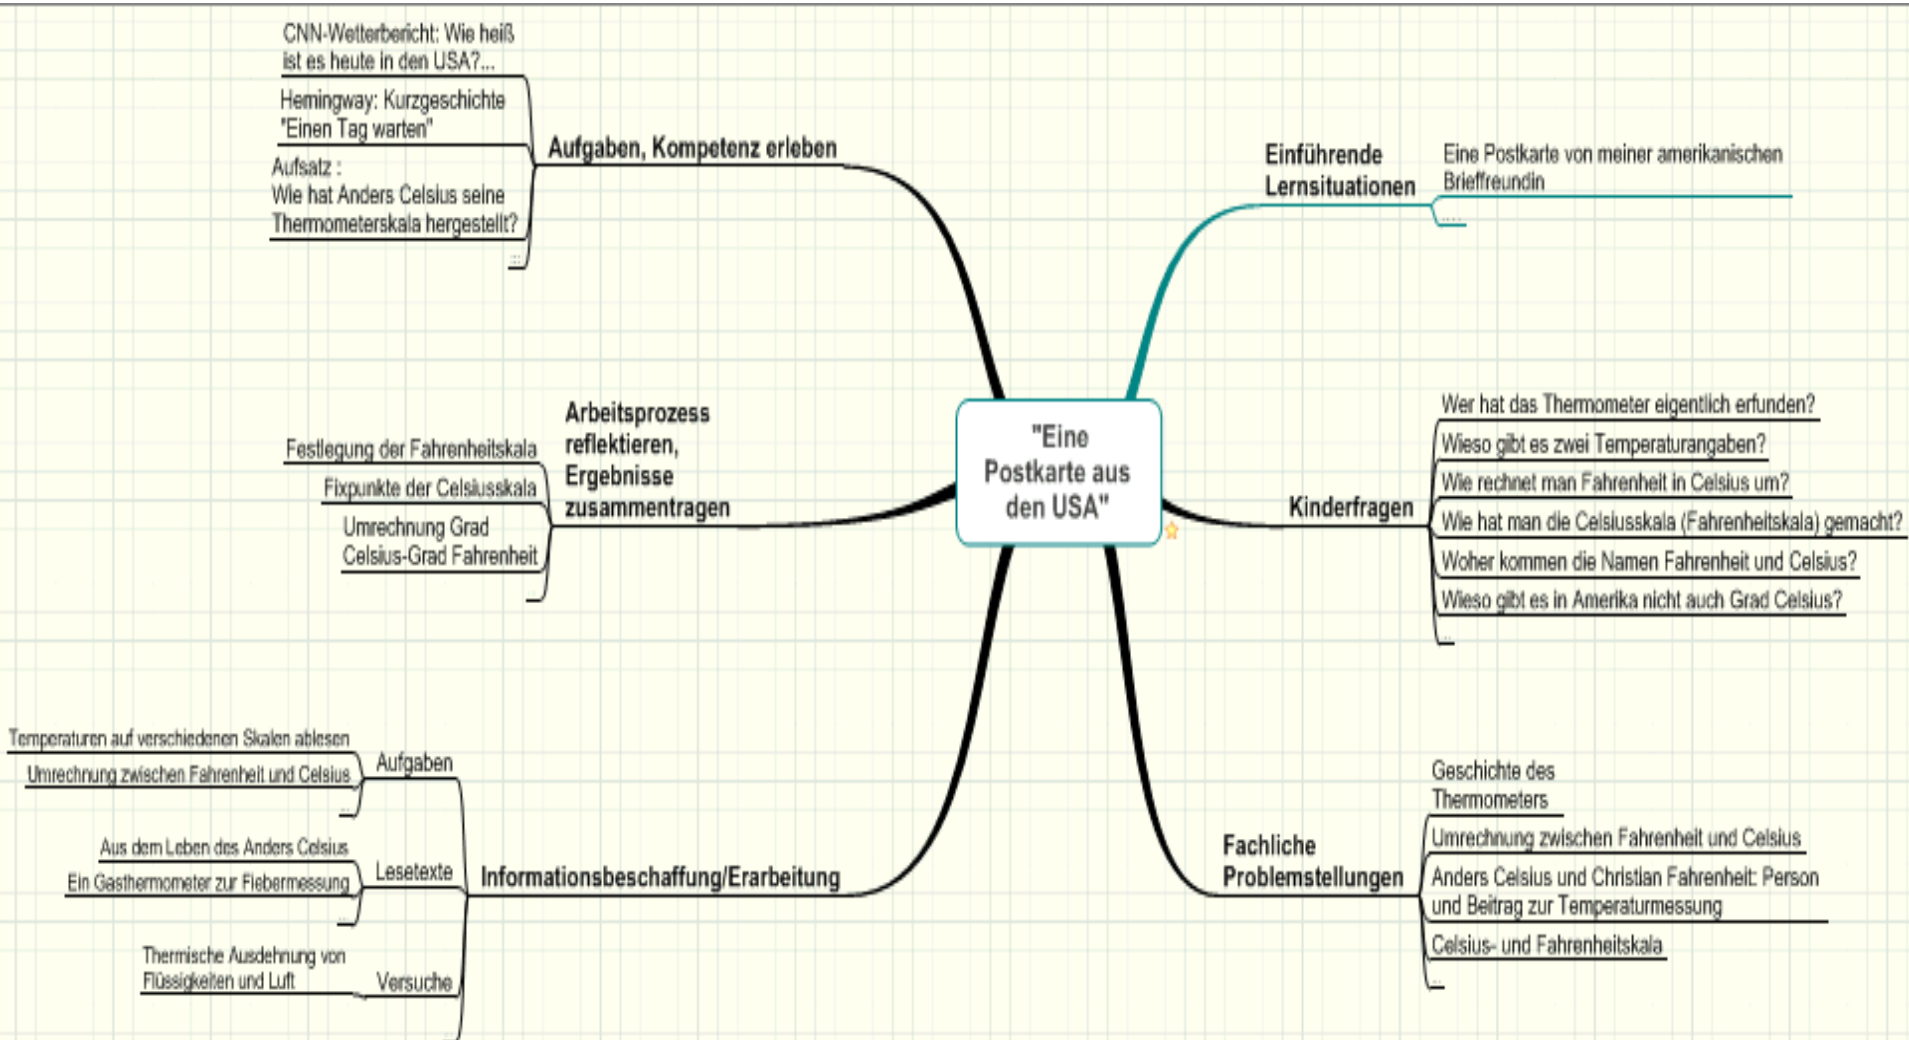 CNN-Wetterbericht: Wie heiß
ist es heute in den USA?...
Hemingway: Kurzgeschichte
"Einen Tag warten"
Aufsatz :
Wie hat Anders Celsius seine
Thermometerskala hergestellt?
...
Aufgaben, Kompetenz erleben
Einführende
Lernsituationen
Eine Postkarte von meiner amerikanischen
Brieffreundin
....
"Eine
Postkarte aus
den USA"
Arbeitsprozess
reflektieren,
Ergebnisse
zusammentragen
Festlegung der Fahrenheitskala
Fixpunkte der Celsiusskala
Umrechnung Grad
Celsius-Grad Fahrenheit
Kinderfragen
Wer hat das Thermometer eigentlich erfunden?
Wieso gibt es zwei Temperaturangaben?
Wie rechnet man Fahrenheit in Celsius um?
Wie hat man die Celsiusskala (Fahrenheitskala) gemacht?
Woher kommen die Namen Fahrenheit und Celsius?
Wieso gibt es in Amerika nicht auch Grad Celsius?
...
Informationsbeschaffung/Erarbeitung
Aufgaben
Temperaturen auf verschiedenen Skalen ablesen
Umrechnung zwischen Fahrenheit und Celsius
...
Lesetexte
Aus dem Leben des Anders Celsius
Ein Gasthermometer zur Fiebermessung
...
Versuche
Thermische Ausdehnung von
Flüssigkeiten und Luft
Fachliche
Problemstellungen
Geschichte des
Thermometers
Umrechnung zwischen Fahrenheit und Celsius
Anders Celsius und Christian Fahrenheit: Person
und Beitrag zur Temperaturmessung
Celsius- und Fahrenheitskala
...